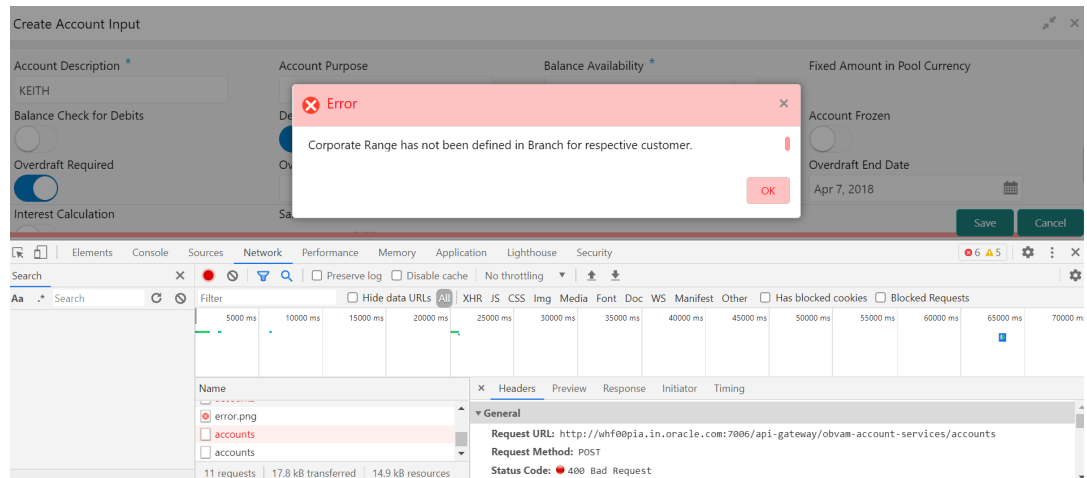 Create Account Input
Account Description *
Account Purpose
Balance Availability *
Fixed Amount in Pool Currency
KEITH
Error
Balance Check for Debits
De
Account Frozen
Corporate Range has not been defined in Branch for respective customer.
Overdraft Required
Ov
Overdraft End Date
OK
Apr 7, 2018
Interest Calculation
Sa
Save
Cancel
Elements Console Sources Network Performance Memory Application Lighthouse Security
6 5
Search
Preserve log Disable cache No throttling
Aa .* Search
Filter
Hide data URLs All XHR JS CSS Img Media Font Doc WS Manifest Other Has blocked cookies Blocked Requests
5000 ms 10000 ms 15000 ms 20000 ms 25000 ms 30000 ms 35000 ms 40000 ms 45000 ms 50000 ms 55000 ms 60000 ms 65000 ms 70000 m
Name
Headers Preview Response Initiator Timing
error.png
General
accounts
Request URL: http://whf00pia.in.oracle.com:7006/api-gateway/obvam-account-services/accounts
accounts
Request Method: POST
11 requests 17.8 kB transferred 14.9 kB resources
Status Code: 400 Bad Request